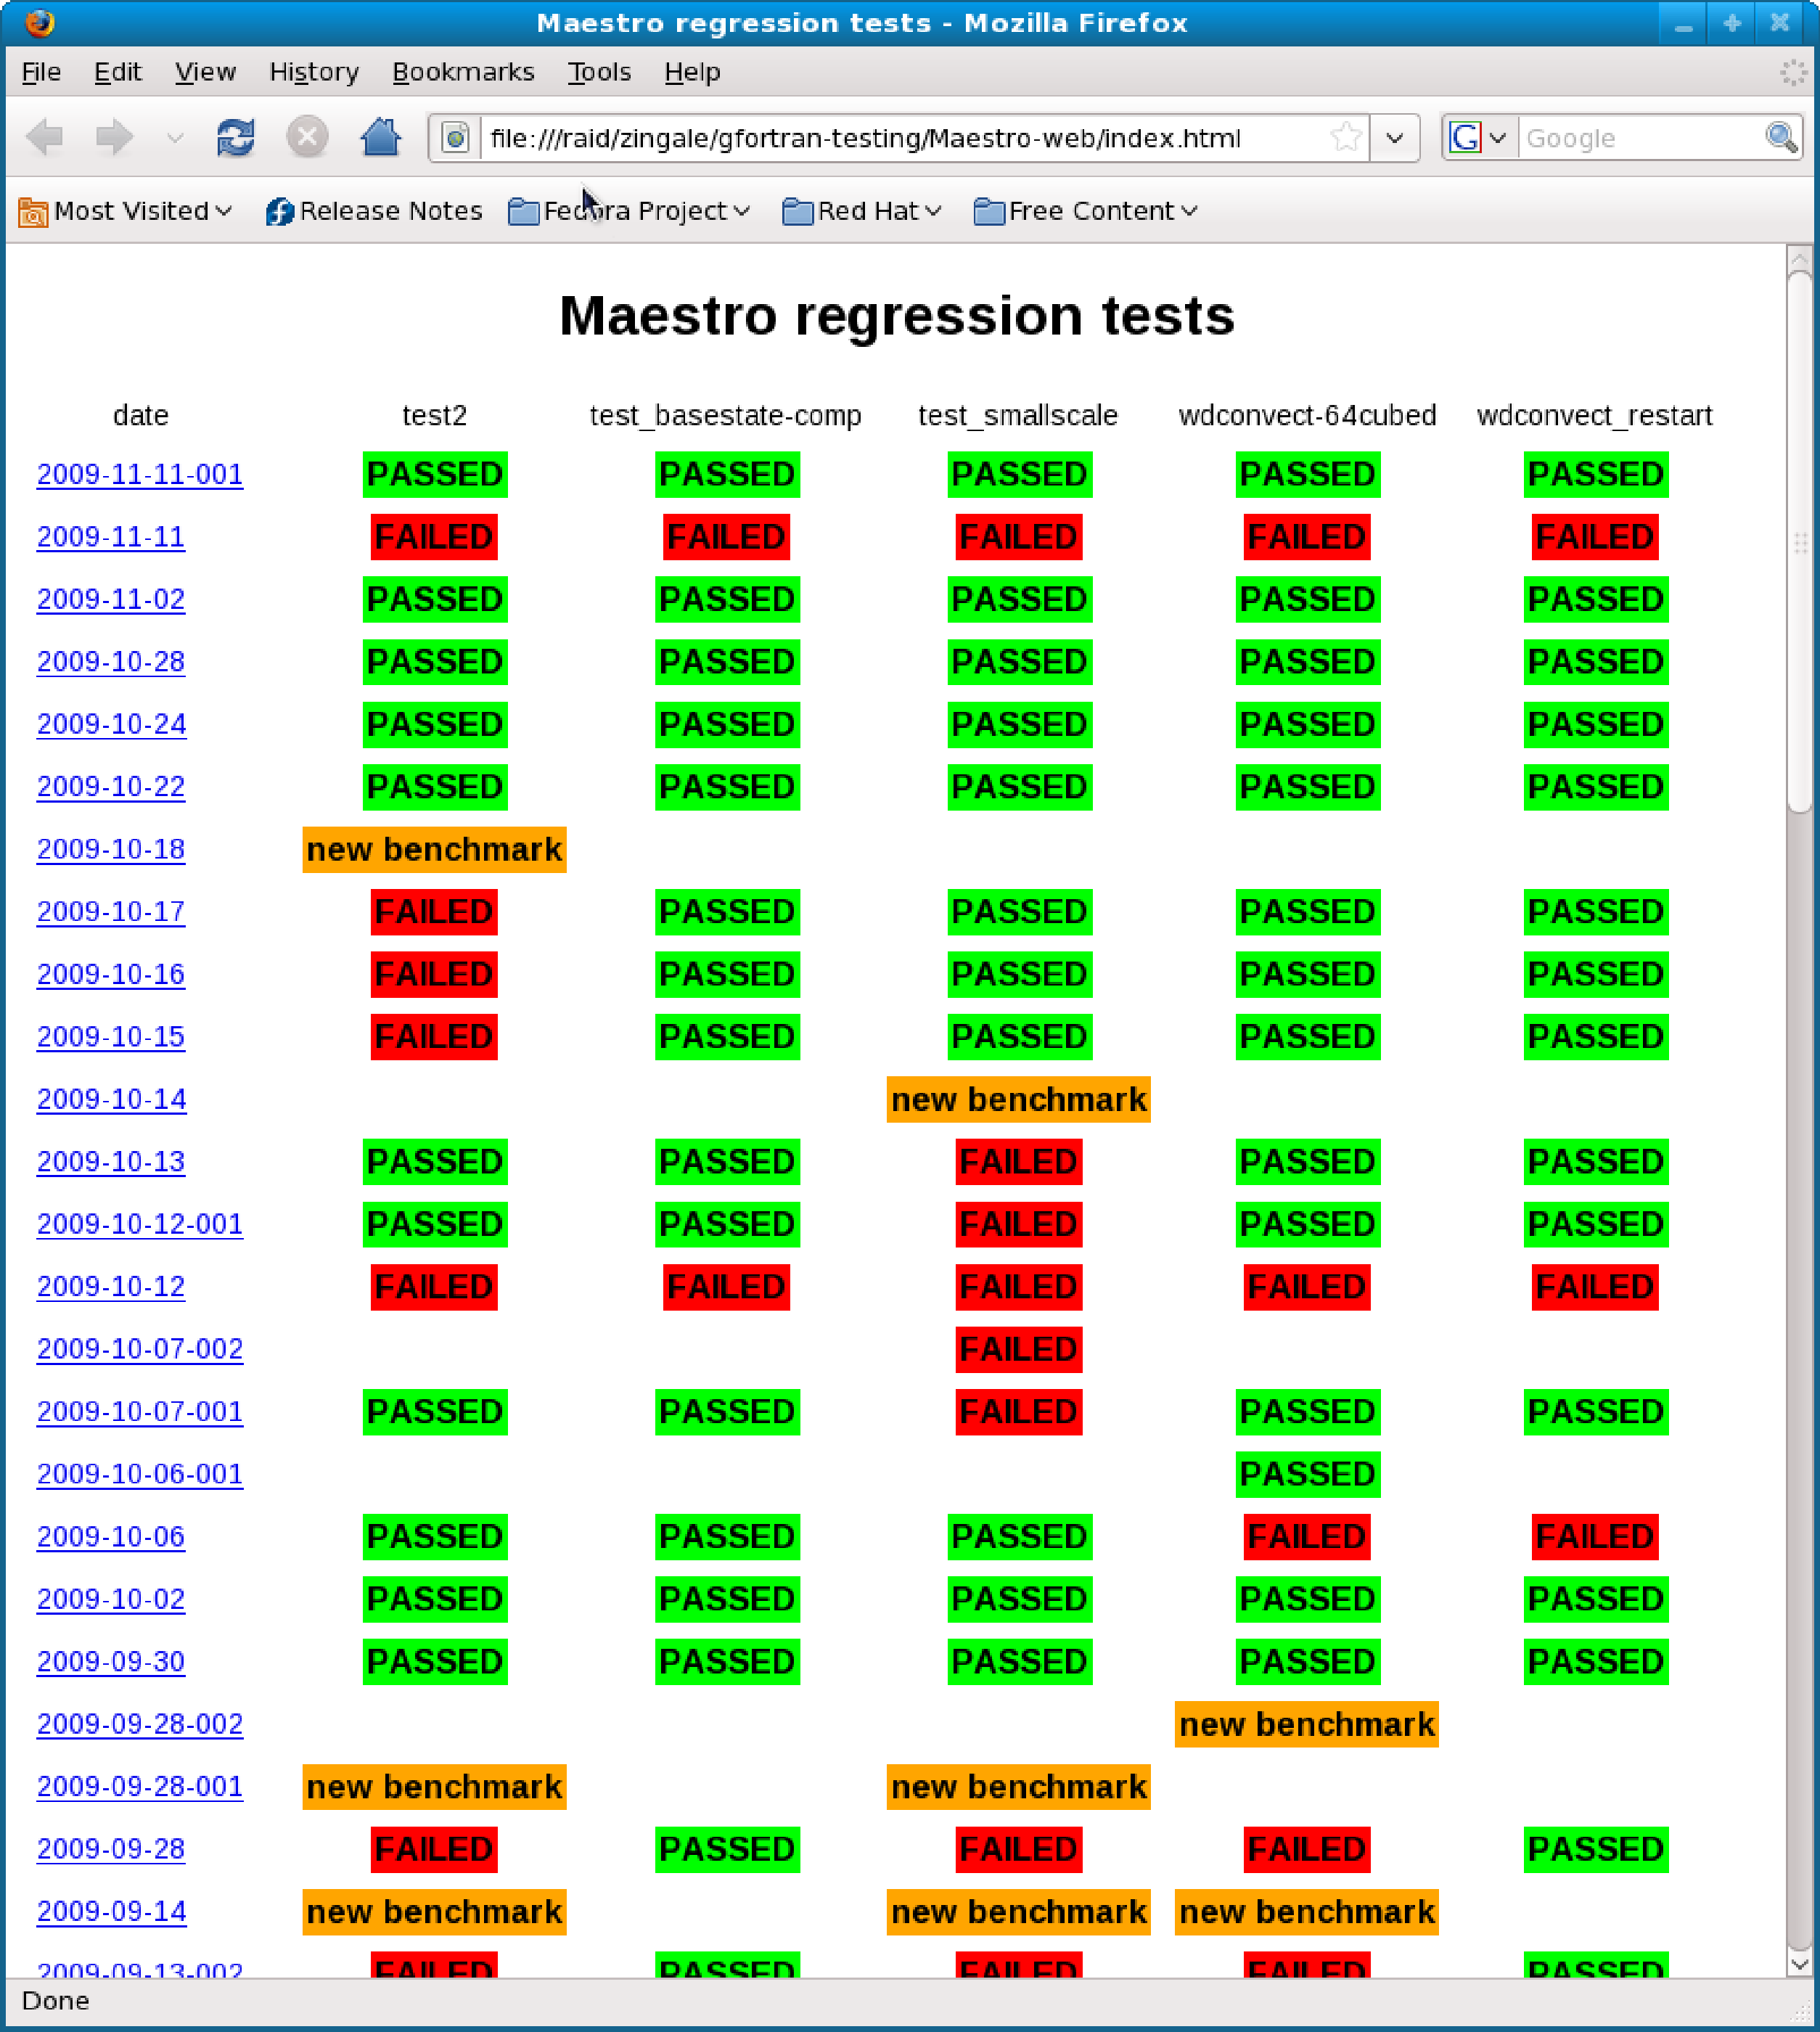 Maestro regression tests - Mozilla Firefox
File Edit View History Bookmarks Tools Help
file:///raid/zingale/gfortran-testing/Maestro-web/index.html Google
Most Visited Release Notes Fedora Project Red Hat Free Content
Maestro regression tests
date test2 test_basestate-comp test_smallscale wdconvect-64cubed wdconvect_restart
2009-11-11-001 PASSED PASSED PASSED PASSED PASSED
2009-11-11 FAILED FAILED FAILED FAILED FAILED
2009-11-02 PASSED PASSED PASSED PASSED PASSED
2009-10-28 PASSED PASSED PASSED PASSED PASSED
2009-10-24 PASSED PASSED PASSED PASSED PASSED
2009-10-22 PASSED PASSED PASSED PASSED PASSED
2009-10-18 new benchmark
2009-10-17 FAILED PASSED PASSED PASSED PASSED
2009-10-16 FAILED PASSED PASSED PASSED PASSED
2009-10-15 FAILED PASSED PASSED PASSED PASSED
2009-10-14 new benchmark
2009-10-13 PASSED PASSED FAILED PASSED PASSED
2009-10-12-001 PASSED PASSED FAILED PASSED PASSED
2009-10-12 FAILED FAILED FAILED FAILED FAILED
2009-10-07-002 FAILED
2009-10-07-001 PASSED PASSED FAILED PASSED PASSED
2009-10-06-001 PASSED
2009-10-06 PASSED PASSED PASSED FAILED FAILED
2009-10-02 PASSED PASSED PASSED PASSED PASSED
2009-09-30 PASSED PASSED PASSED PASSED PASSED
2009-09-28-002 new benchmark
2009-09-28-001 new benchmark new benchmark
2009-09-28 FAILED PASSED FAILED FAILED PASSED
2009-09-14 new benchmark new benchmark new benchmark
2009-09-13-002 FAILED PASSED FAILED FAILED PASSED
Done